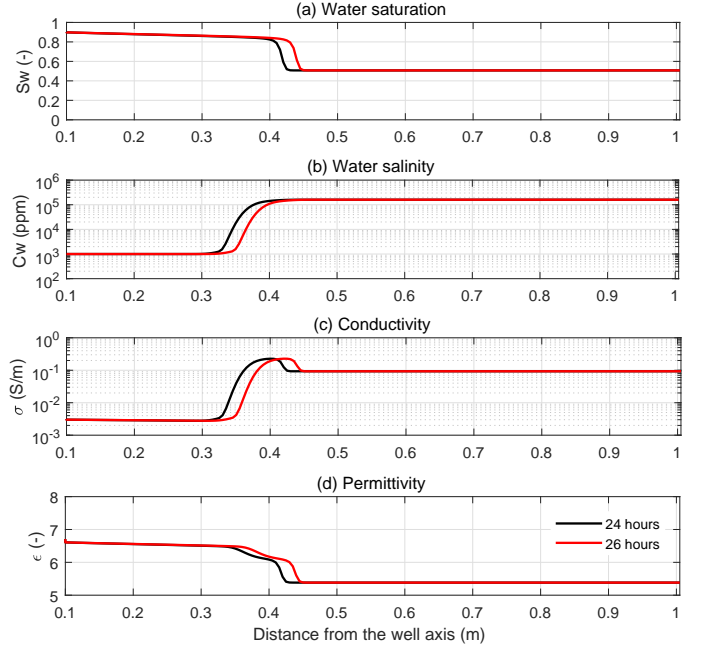 (a) Water saturation
1
0.8
0.6
0.4
0.2
0
Sw (-)
0.1 0.2 0.3 0.4 0.5 0.6 0.7 0.8 0.9 1
(b) Water salinity
10^6
10^5
10^4
10^3
10^2
Cw (ppm)
0.1 0.2 0.3 0.4 0.5 0.6 0.7 0.8 0.9 1
(c) Conductivity
10^0
10^-1
10^-2
10^-3
σ (S/m)
0.1 0.2 0.3 0.4 0.5 0.6 0.7 0.8 0.9 1
(d) Permittivity
8
7
6
5
ϵ (-)
24 hours
26 hours
0.1 0.2 0.3 0.4 0.5 0.6 0.7 0.8 0.9 1
Distance from the well axis (m)